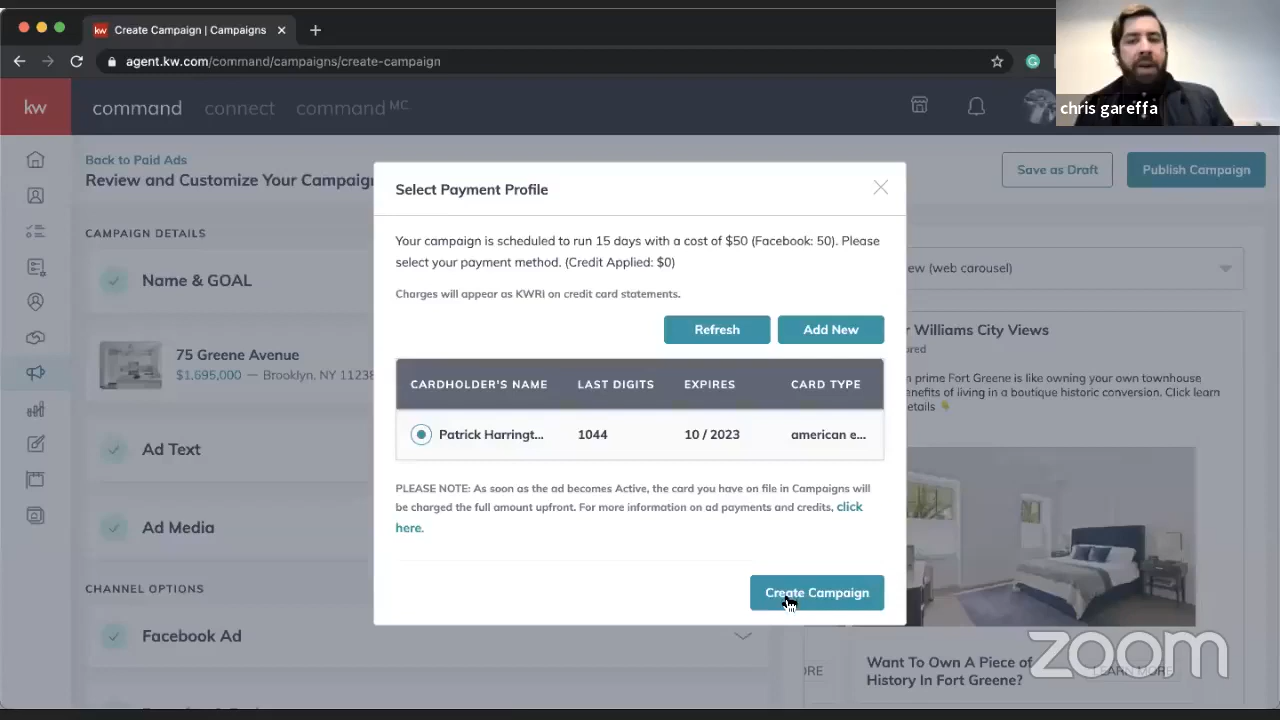 Create Campaign | Campaigns
agent.kw.com/command/campaigns/create-campaign
chris gareffa
kw
command
connect
command MC
Back to Paid Ads
Review and Customize Your Campaign
Save as Draft
Publish Campaign
CAMPAIGN DETAILS
Name & GOAL
75 Greene Avenue
$1,695,000 — Brooklyn, NY 11238
Ad Text
Ad Media
CHANNEL OPTIONS
Facebook Ad
Select Payment Profile
Your campaign is scheduled to run 15 days with a cost of $50 (Facebook: 50). Please
select your payment method. (Credit Applied: $0)
Charges will appear as KWRI on credit card statements.
Refresh
Add New
CARDHOLDER'S NAME LAST DIGITS EXPIRES CARD TYPE
Patrick Harringt... 1044 10 / 2023 american e...
PLEASE NOTE: As soon as the ad becomes Active, the card you have on file in Campaigns will
be charged the full amount upfront. For more information on ad payments and credits, click
here.
Create Campaign
ew (web carousel)
r Williams City Views
red
n prime Fort Greene is like owning your own townhouse
enefits of living in a boutique historic conversion. Click learn
etails
ORE
Want To Own A Piece of
History In Fort Greene?
LEARN MORE
zoom